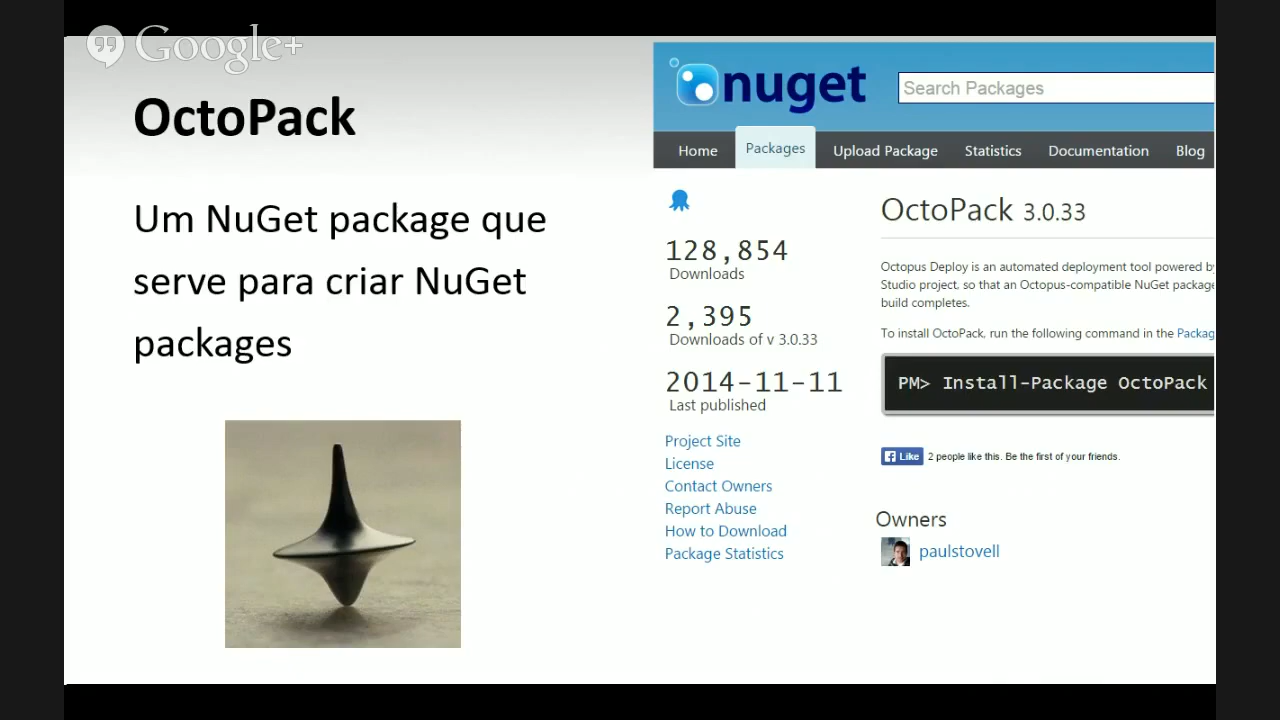 Google+
OctoPack
Um NuGet package que
serve para criar NuGet
packages
nuget
Search Packages
Home Packages Upload Package Statistics Documentation Blog
128,854
Downloads
2,395
Downloads of v 3.0.33
2014-11-11
Last published
Project Site
License
Contact Owners
Report Abuse
How to Download
Package Statistics
OctoPack 3.0.33
Octopus Deploy is an automated deployment tool powered by
Studio project, so that an Octopus-compatible NuGet package
build completes.
To install OctoPack, run the following command in the Packag
PM> Install-Package OctoPack
Like 2 people like this. Be the first of your friends.
Owners
paulstovell